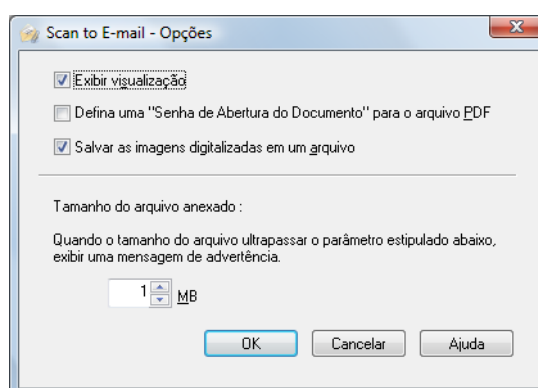 Scan to E-mail - Opções
Exibir visualização
Defina uma "Senha de Abertura do Documento" para o arquivo PDF
Salvar as imagens digitalizadas em um arquivo
Tamanho do arquivo anexado :
Quando o tamanho do arquivo ultrapassar o parâmetro estipulado abaixo,
exibir uma mensagem de advertência.
1 MB
OK Cancelar Ajuda